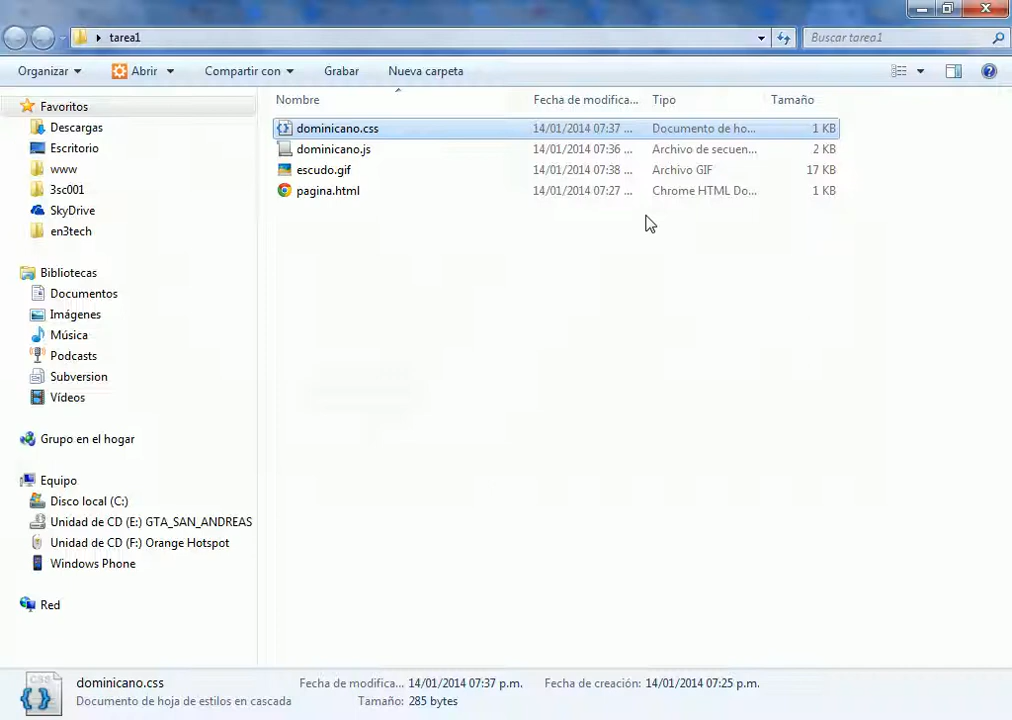 tarea1
Buscar tarea1
Organizar Abrir Compartir con Grabar Nueva carpeta
Nombre Fecha de modifica... Tipo Tamaño
Favoritos
Descargas
Escritorio
www
3sc001
SkyDrive
en3tech
Bibliotecas
Documentos
Imágenes
Música
Podcasts
Subversion
Vídeos
Grupo en el hogar
Equipo
Disco local (C:)
Unidad de CD (E:) GTA_SAN_ANDREAS
Unidad de CD (F:) Orange Hotspot
Windows Phone
Red
dominicano.css 14/01/2014 07:37 ... Documento de ho... 1 KB
dominicano.js 14/01/2014 07:36 ... Archivo de secuen... 2 KB
escudo.gif 14/01/2014 07:38 ... Archivo GIF 17 KB
pagina.html 14/01/2014 07:27 ... Chrome HTML Do... 1 KB
CSS
dominicano.css Fecha de modifica... 14/01/2014 07:37 p.m. Fecha de creación: 14/01/2014 07:25 p.m.
Documento de hoja de estilos en cascada Tamaño: 285 bytes